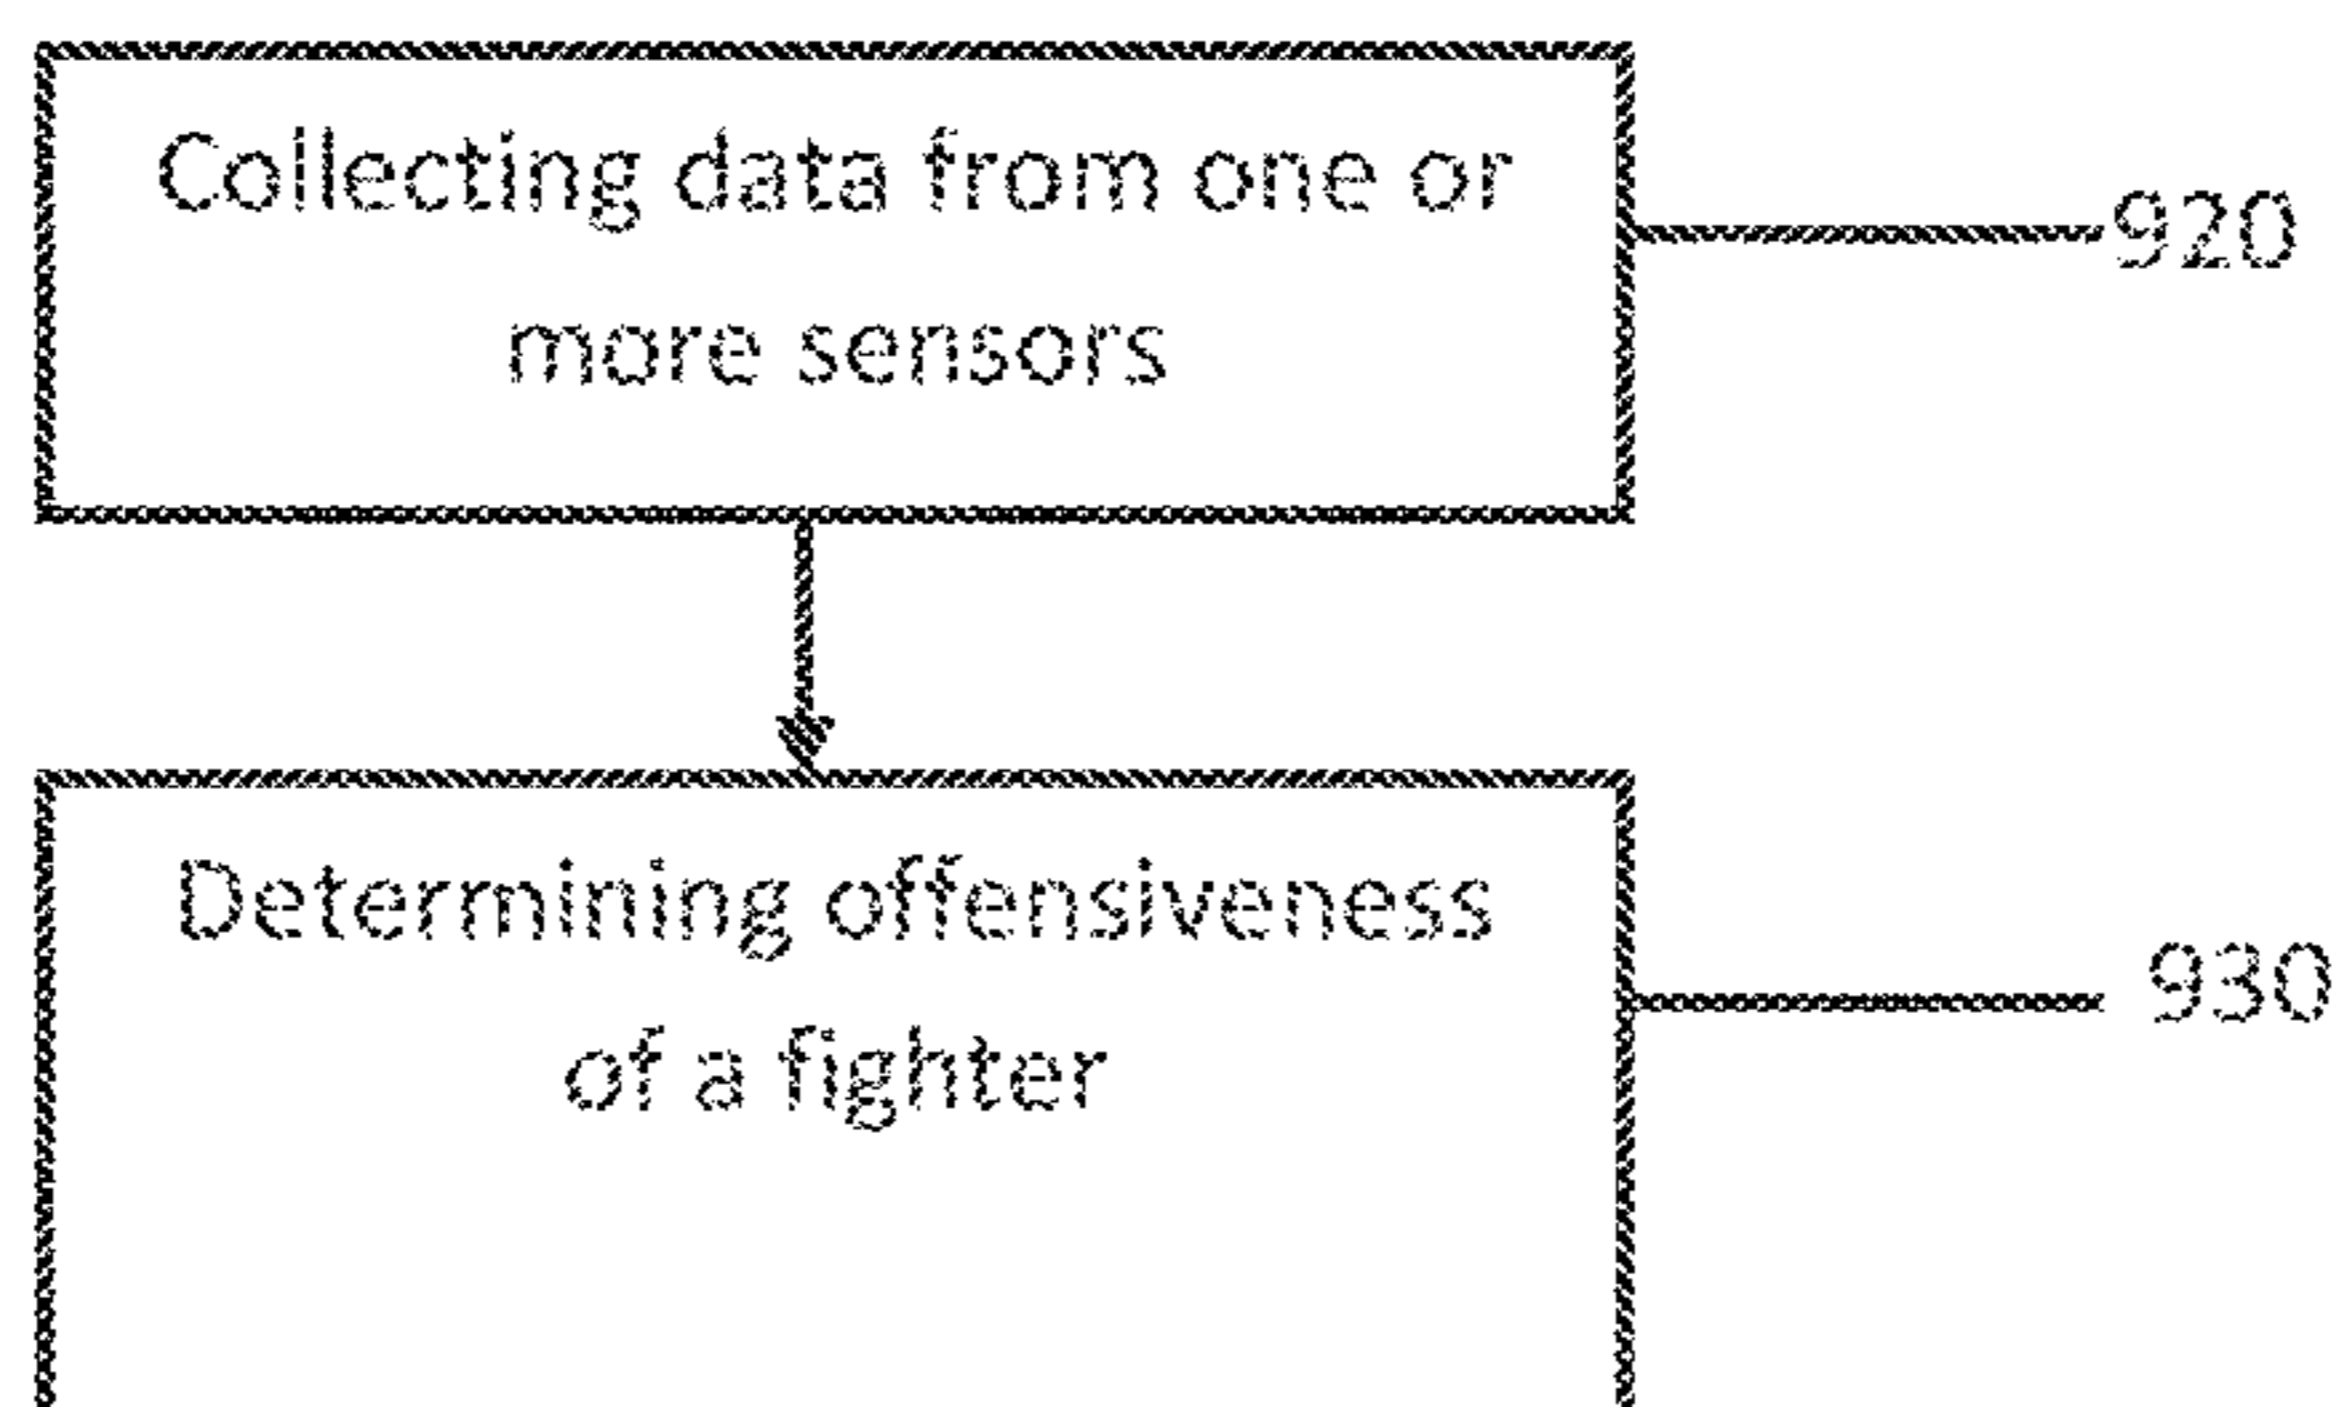 Collecting data from one or
more sensors
920
Determining offensiveness
of a fighter
930